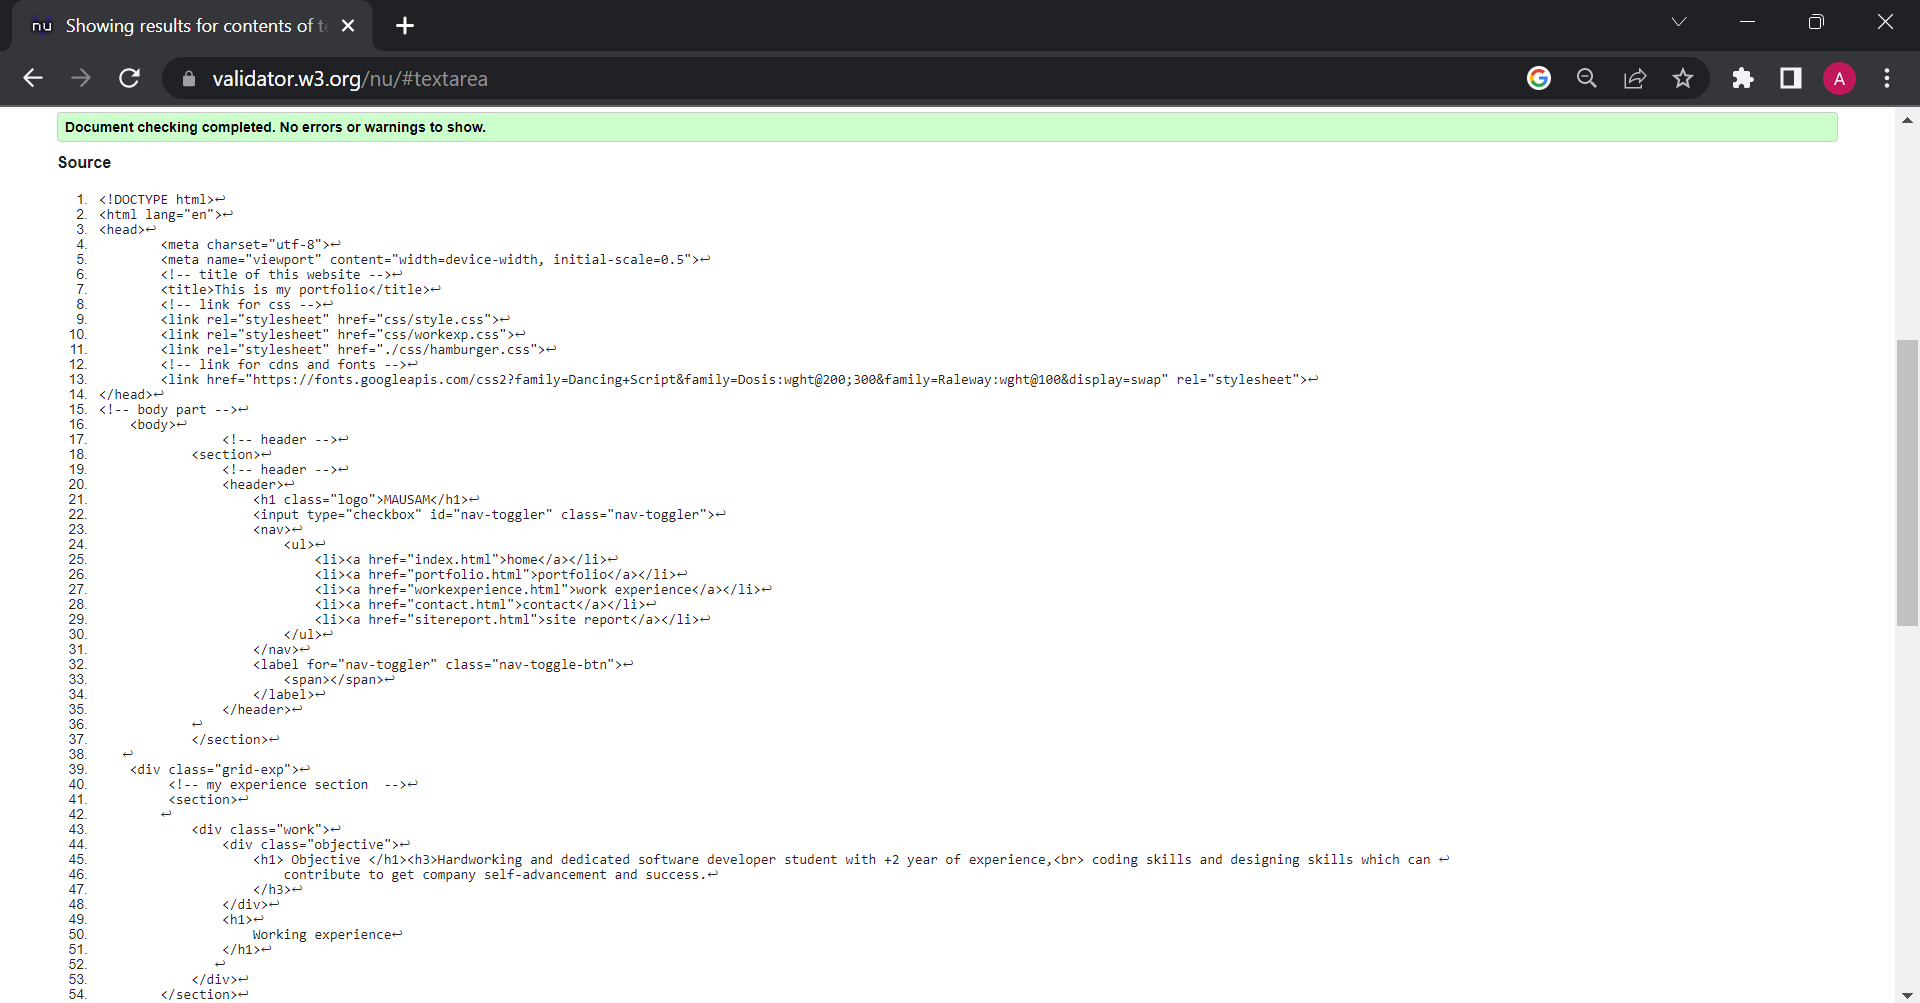 nu Showing results for contents of te
validator.w3.org/nu/#textarea
A
Document checking completed. No errors or warnings to show.
Source
1. <!DOCTYPE html>↩
2. <html lang="en">↩
3. <head>↩
4. <meta charset="utf-8">↩
5. <meta name="viewport" content="width=device-width, initial-scale=0.5">↩
6. <!-- title of this website -->↩
7. <title>This is my portfolio</title>↩
8. <!-- link for css -->↩
9. <link rel="stylesheet" href="css/style.css">↩
10. <link rel="stylesheet" href="css/workexp.css">↩
11. <link rel="stylesheet" href="./css/hamburger.css">↩
12. <!-- link for cdns and fonts -->↩
13. <link href="https://fonts.googleapis.com/css2?family=Dancing+Script&family=Dosis:wght@200;300&family=Raleway:wght@100&display=swap" rel="stylesheet">↩
14. </head>↩
15. <!-- body part -->↩
16. <body>↩
17. <!-- header -->↩
18. <section>↩
19. <!-- header -->↩
20. <header>↩
21. <h1 class="logo">MAUSAM</h1>↩
22. <input type="checkbox" id="nav-toggler" class="nav-toggler">↩
23. <nav>↩
24. <ul>↩
25. <li><a href="index.html">home</a></li>↩
26. <li><a href="portfolio.html">portfolio</a></li>↩
27. <li><a href="workexperience.html">work experience</a></li>↩
28. <li><a href="contact.html">contact</a></li>↩
29. <li><a href="sitereport.html">site report</a></li>↩
30. </ul>↩
31. </nav>↩
32. <label for="nav-toggler" class="nav-toggle-btn">↩
33. <span></span>↩
34. </label>↩
35. </header>↩
36. ↩
37. </section>↩
38. ↩
39. <div class="grid-exp">↩
40. <!-- my experience section  -->↩
41. <section>↩
42. ↩
43. <div class="work">↩
44. <div class="objective">↩
45. <h1> Objective </h1><h3>Hardworking and dedicated software developer student with +2 year of experience,<br> coding skills and designing skills which can ↩
46. contribute to get company self-advancement and success.↩
47. </h3>↩
48. </div>↩
49. <h1>↩
50. Working experience↩
51. </h1>↩
52. ↩
53. </div>↩
54. </section>↩